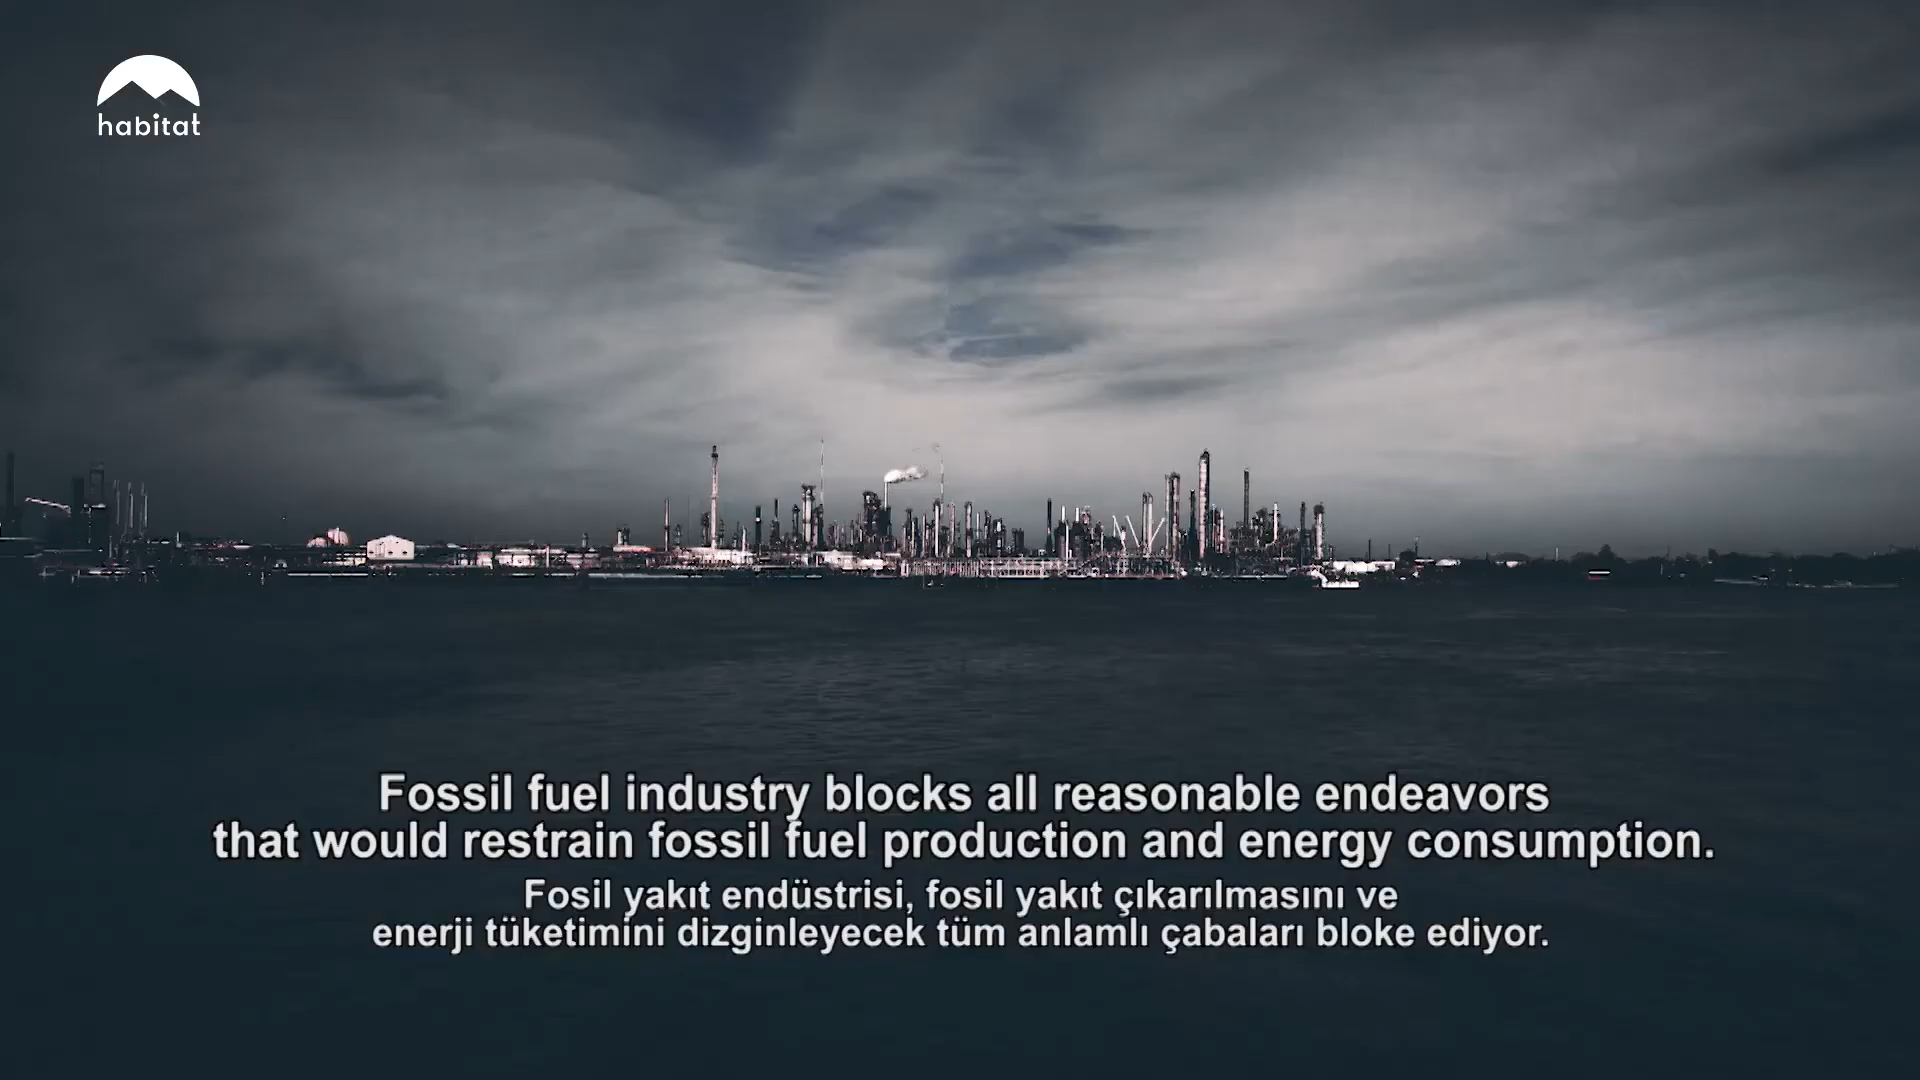 habitat
Fossil fuel industry blocks all reasonable endeavors
that would restrain fossil fuel production and energy consumption.
Fosil yakıt endüstrisi, fosil yakıt çıkarılmasını ve
enerji tüketimini dizginleyecek tüm anlamlı çabaları bloke ediyor.